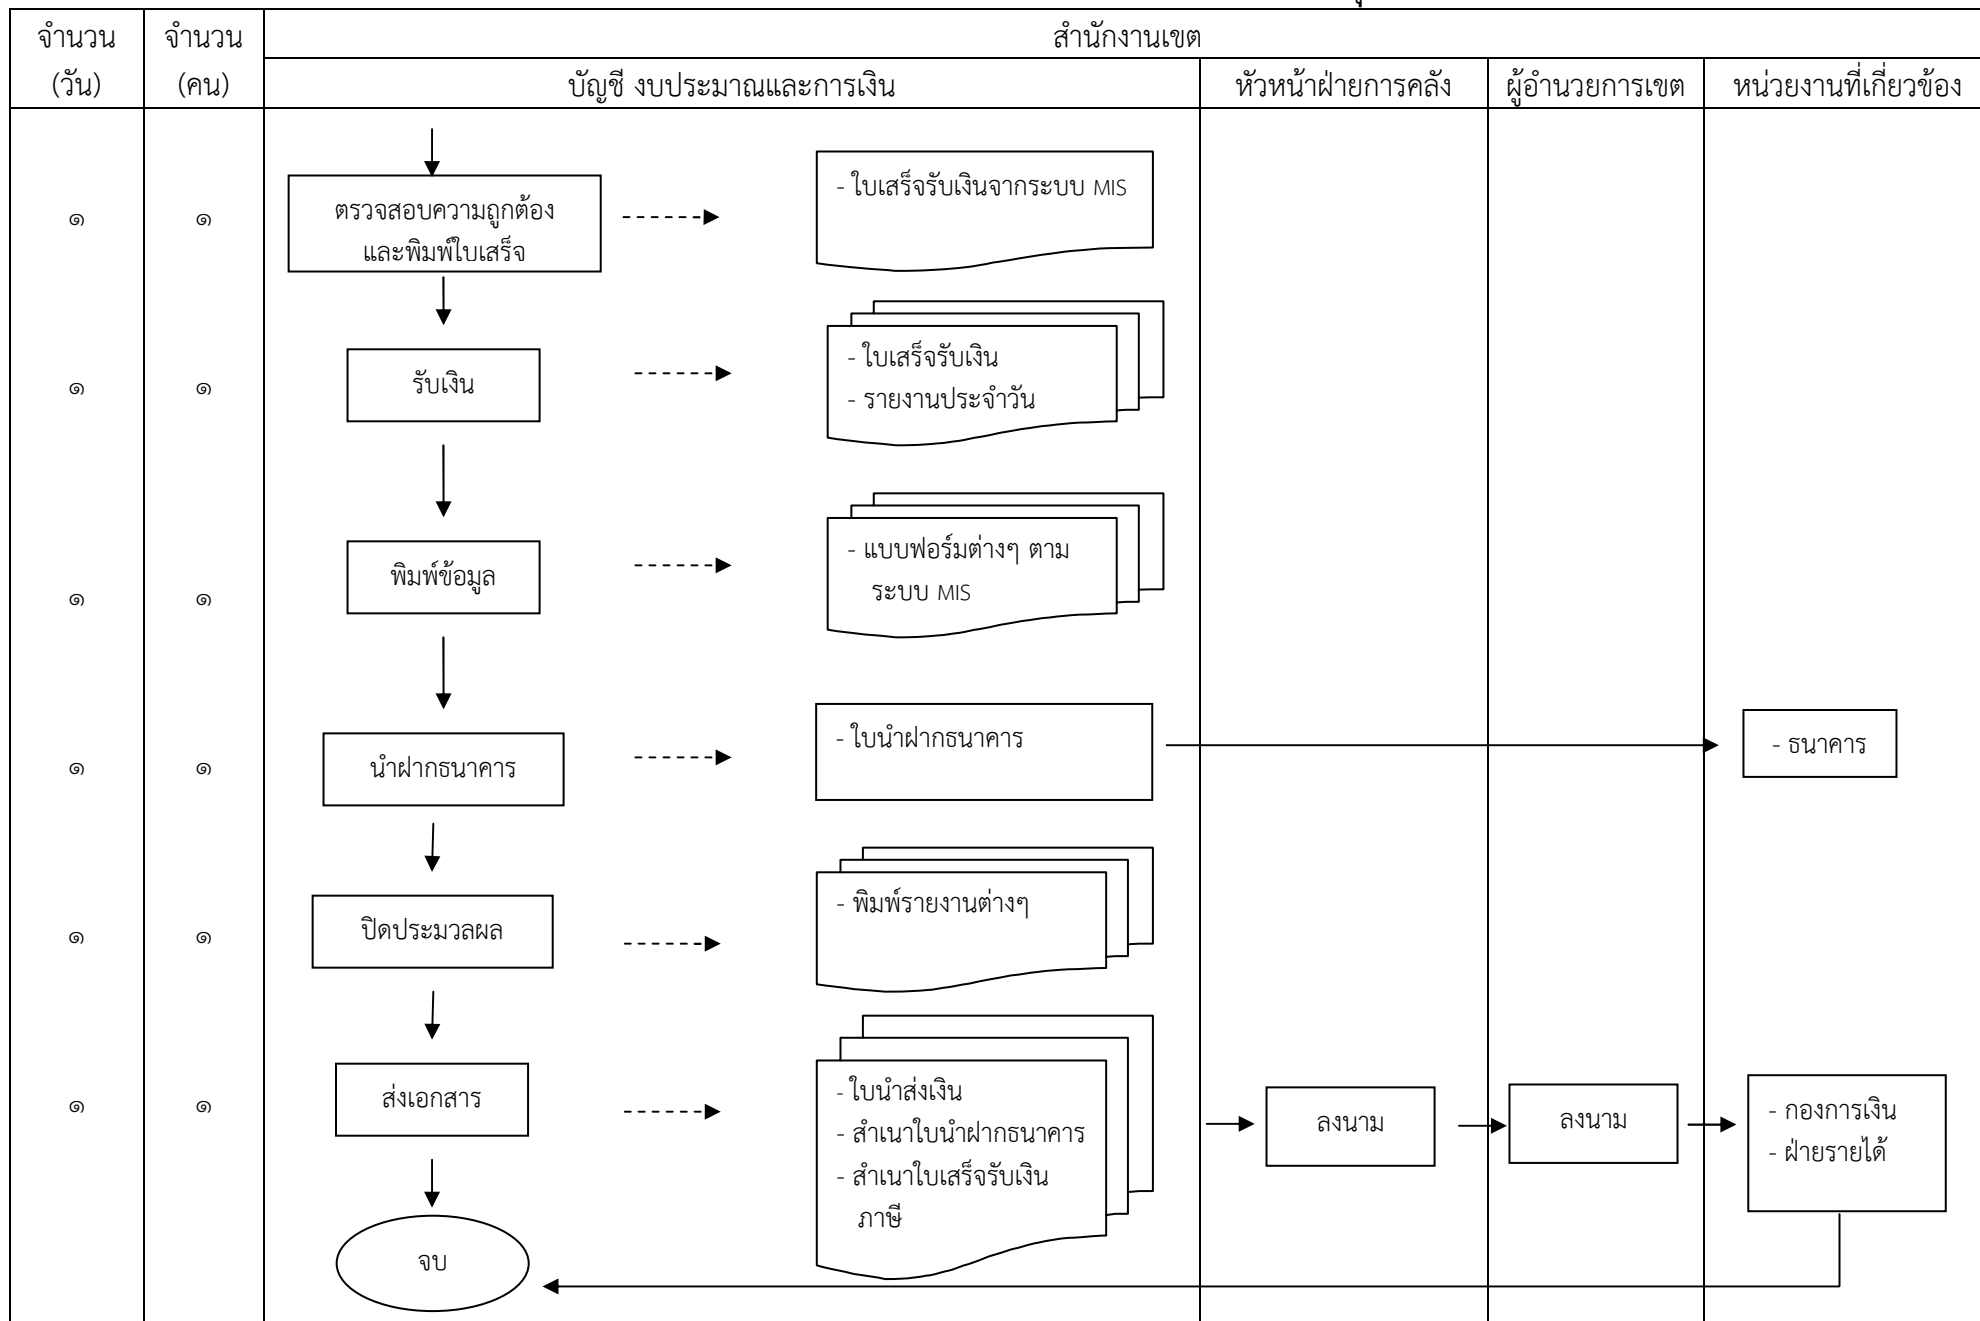 จำนวน
(วัน)
จำนวน
(คน)
สำนักงานเขต
บัญชี งบประมาณและการเงิน
หัวหน้าฝ่ายการคลัง
ผู้อำนวยการเขต
หน่วยงานที่เกี่ยวข้อง
๑
๑
ตรวจสอบความถูกต้อง
และพิมพ์ใบเสร็จ
- ใบเสร็จรับเงินจากระบบ MIS
๑
๑
รับเงิน
- ใบเสร็จรับเงิน
- รายงานประจำวัน
๑
๑
พิมพ์ข้อมูล
- แบบฟอร์มต่างๆ ตาม
ระบบ MIS
๑
๑
นำฝากธนาคาร
- ใบนำฝากธนาคาร
- ธนาคาร
๑
๑
ปิดประมวลผล
- พิมพ์รายงานต่างๆ
๑
๑
ส่งเอกสาร
- ใบนำส่งเงิน
- สำเนาใบนำฝากธนาคาร
- สำเนาใบเสร็จรับเงิน
ภาษี
ลงนาม
ลงนาม
- กองการเงิน
- ฝ่ายรายได้
จบ